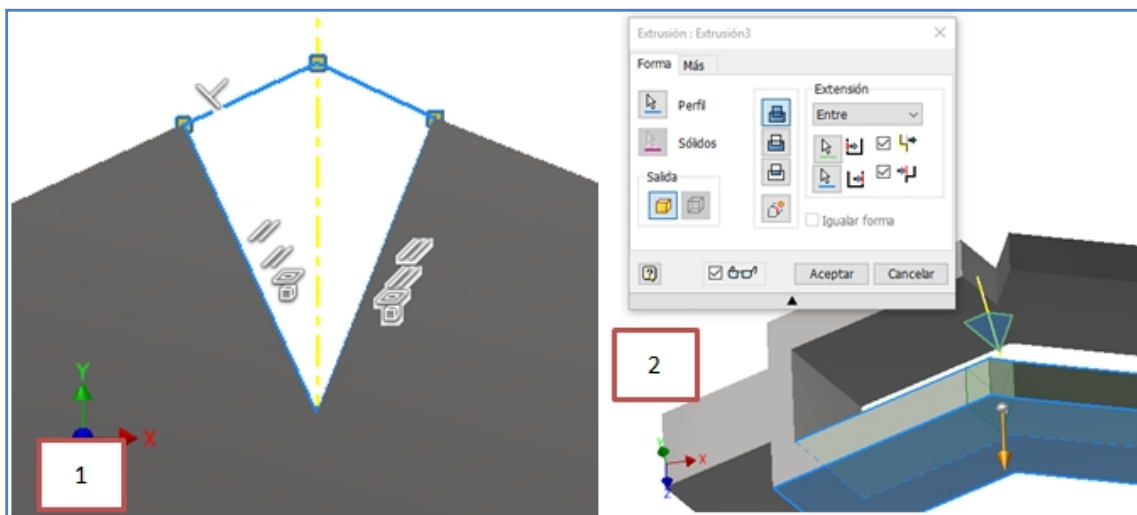 Y
X
1
Extrusión : Extrusión3
Forma Más
Perfil
Sólidos
Salida
Extensión
Entre
Igualar forma
Aceptar Cancelar
2
Y
X
Z